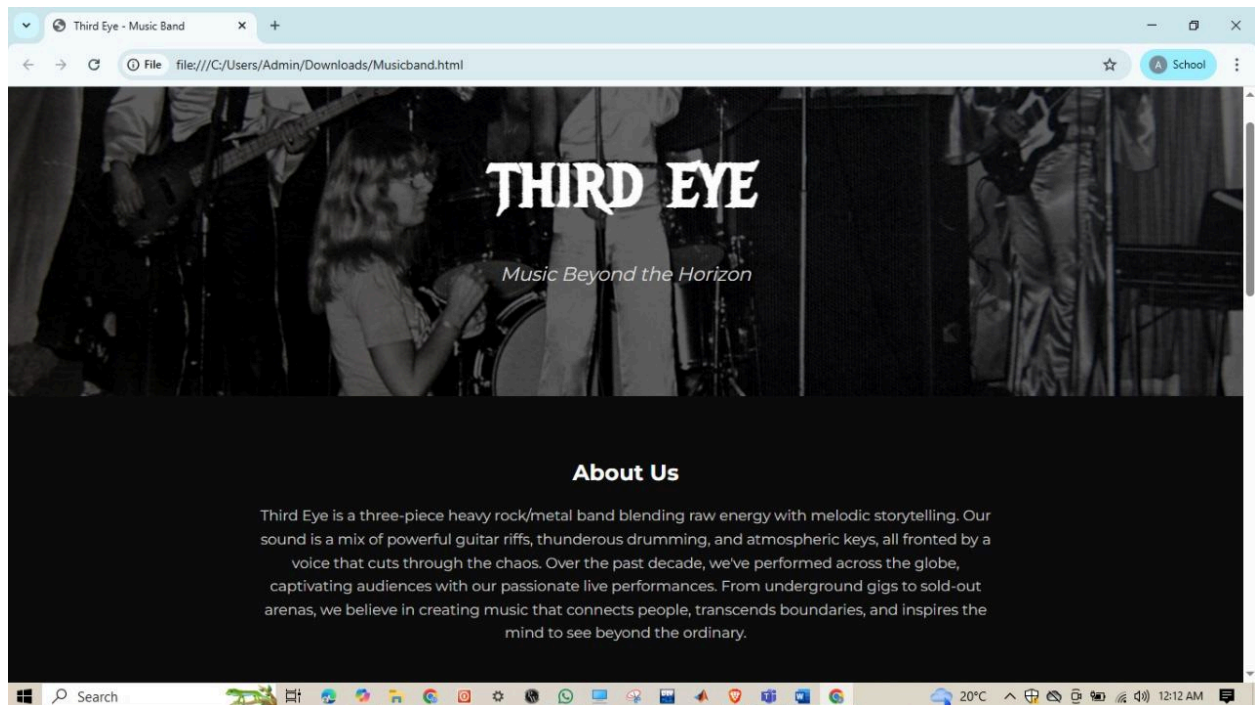 Third Eye - Music Band
File file:///C:/Users/Admin/Downloads/Musicband.html
A School
THIRD EYE
Music Beyond the Horizon
About Us
Third Eye is a three-piece heavy rock/metal band blending raw energy with melodic storytelling. Our
sound is a mix of powerful guitar riffs, thunderous drumming, and atmospheric keys, all fronted by a
voice that cuts through the chaos. Over the past decade, we've performed across the globe,
captivating audiences with our passionate live performances. From underground gigs to sold-out
arenas, we believe in creating music that connects people, transcends boundaries, and inspires the
mind to see beyond the ordinary.
Search 20°C 12:12 AM